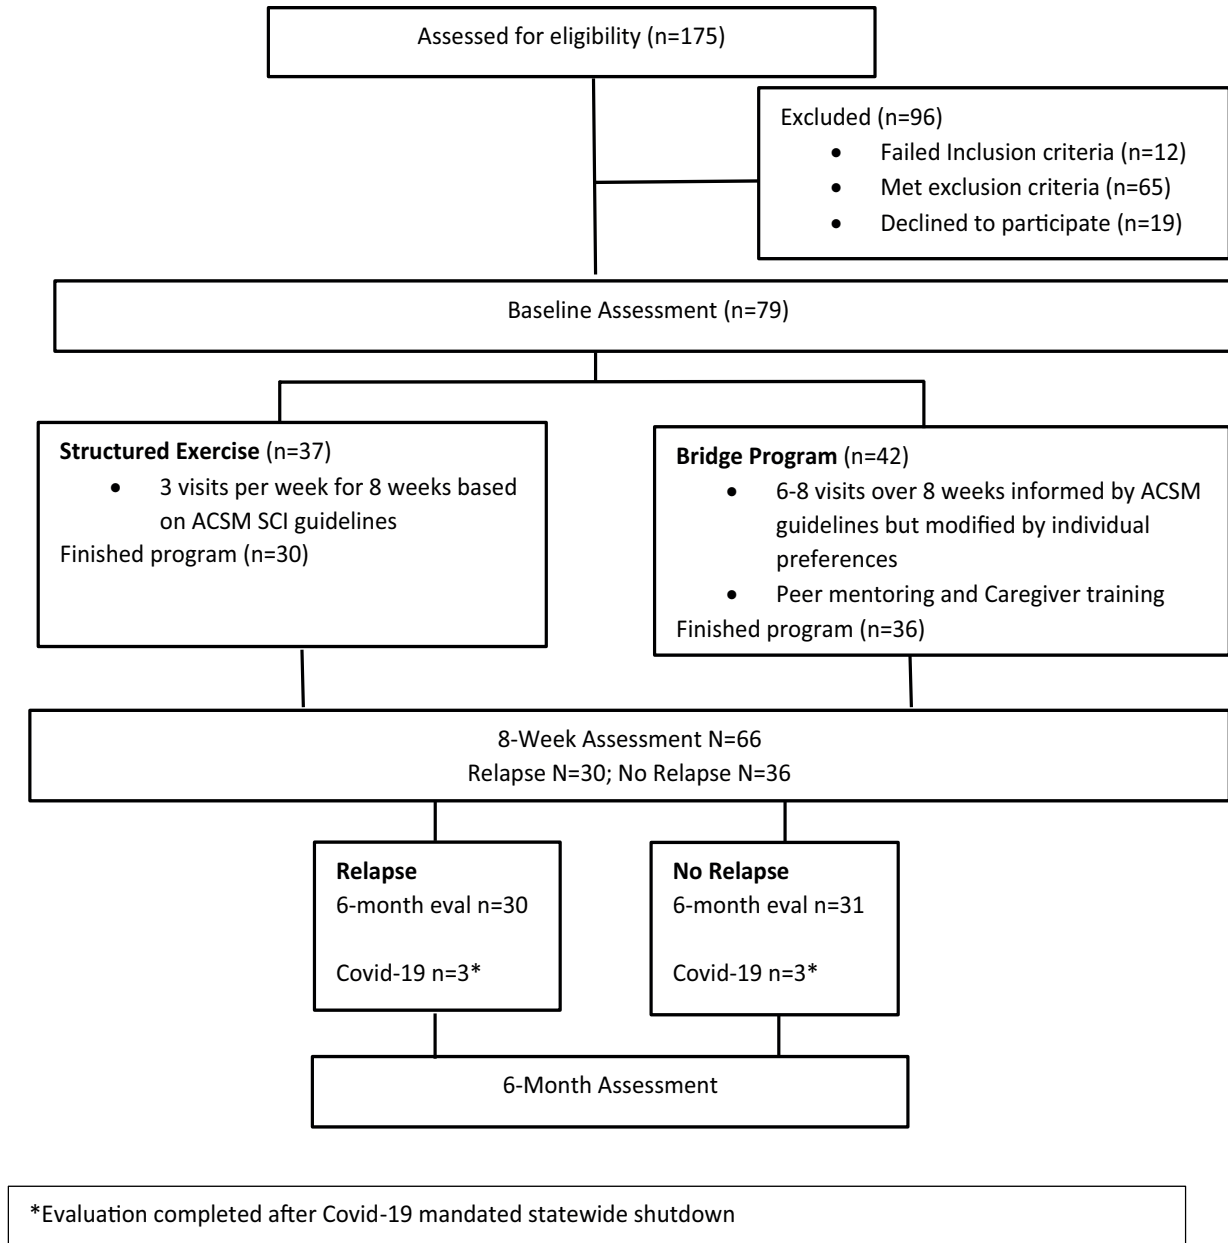 Assessed for eligibility (n=175)
Excluded (n=96)
• Failed Inclusion criteria (n=12)
• Met exclusion criteria (n=65)
• Declined to participate (n=19)
Baseline Assessment (n=79)
Structured Exercise (n=37)
• 3 visits per week for 8 weeks based
on ACSM SCI guidelines
Finished program (n=30)
Bridge Program (n=42)
• 6-8 visits over 8 weeks informed by ACSM
guidelines but modified by individual
preferences
• Peer mentoring and Caregiver training
Finished program (n=36)
8-Week Assessment N=66
Relapse N=30; No Relapse N=36
Relapse
6-month eval n=30
Covid-19 n=3*
No Relapse
6-month eval n=31
Covid-19 n=3*
6-Month Assessment
*Evaluation completed after Covid-19 mandated statewide shutdown